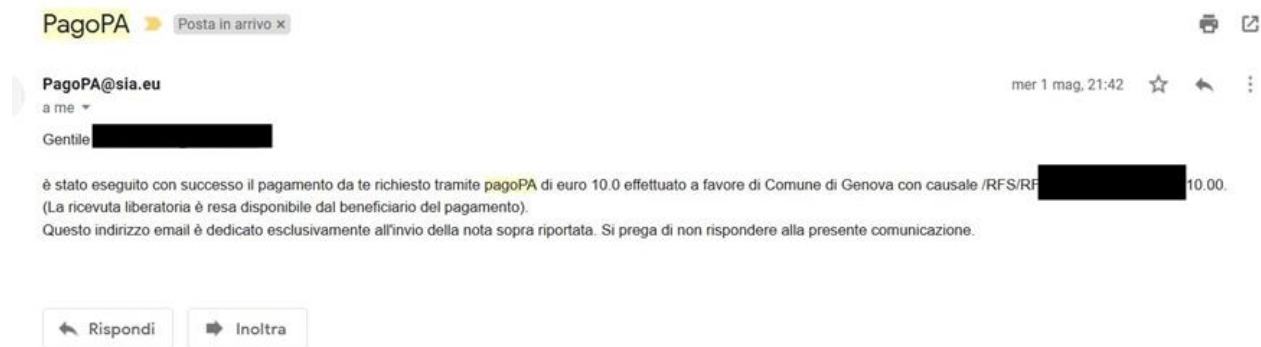 PagoPA Posta in arrivo ×
PagoPA@sia.eu mer 1 mag, 21:42
a me
Gentile
è stato eseguito con successo il pagamento da te richiesto tramite pagoPA di euro 10.0 effettuato a favore di Comune di Genova con causale /RFS/RF 10.00.
(La ricevuta liberatoria è resa disponibile dal beneficiario del pagamento).
Questo indirizzo email è dedicato esclusivamente all'invio della nota sopra riportata. Si prega di non rispondere alla presente comunicazione.
Rispondi Inoltra